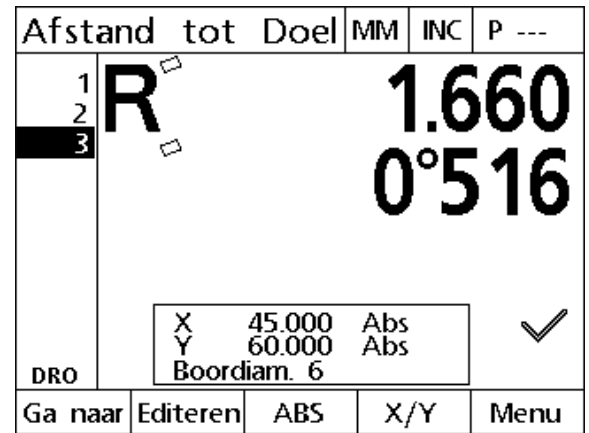 Afstand tot Doel MM INC P ---
1
2
3
R 1.660
0°516
X 45.000 Abs
Y 60.000 Abs
Boordiam. 6
DRO
Ga naar Editeren ABS X/Y Menu